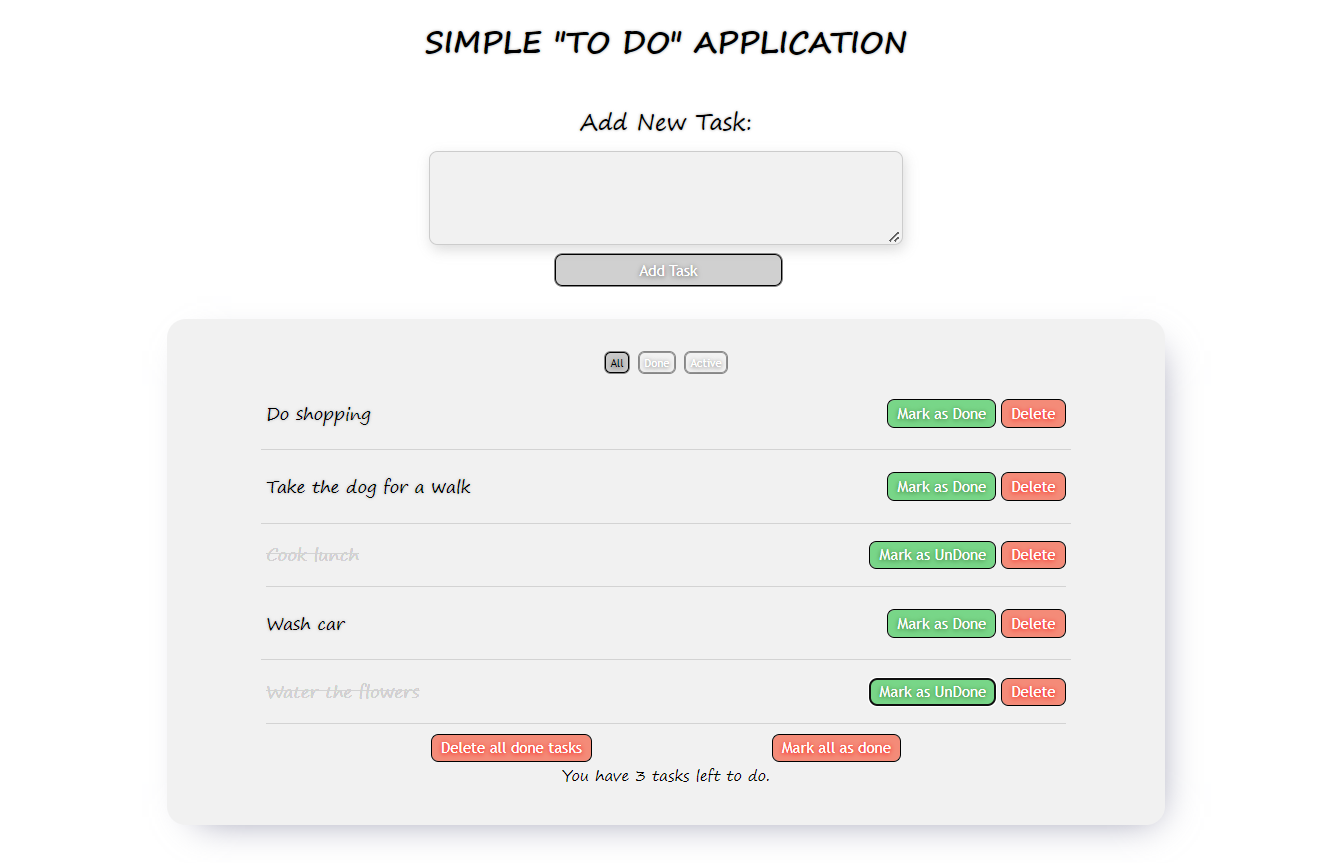 SIMPLE "TO DO" APPLICATION
Add New Task:
Add Task
All Done Active
Do shopping Mark as Done Delete
Take the dog for a walk Mark as Done Delete
Cook lunch Mark as UnDone Delete
Wash car Mark as Done Delete
Water the flowers Mark as UnDone Delete
Delete all done tasks Mark all as done
You have 3 tasks left to do.